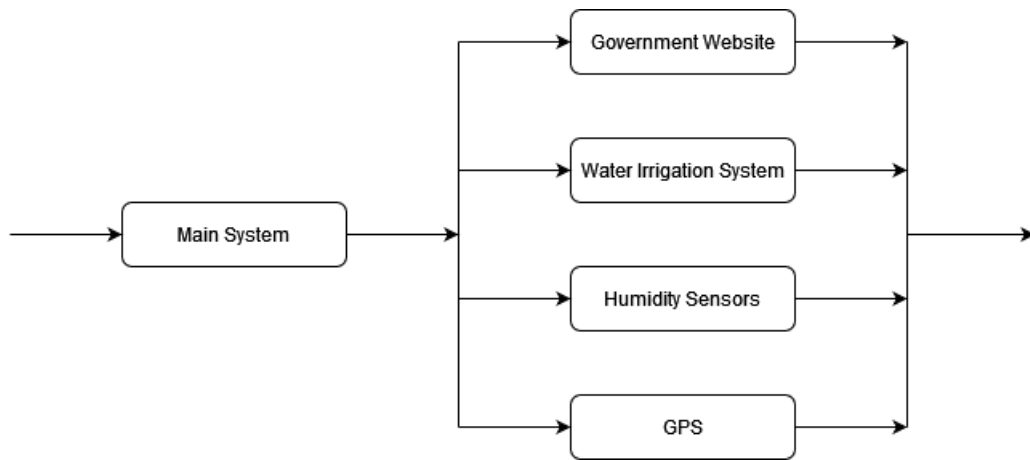 Government Website
Water Irrigation System
Main System
Humidity Sensors
GPS